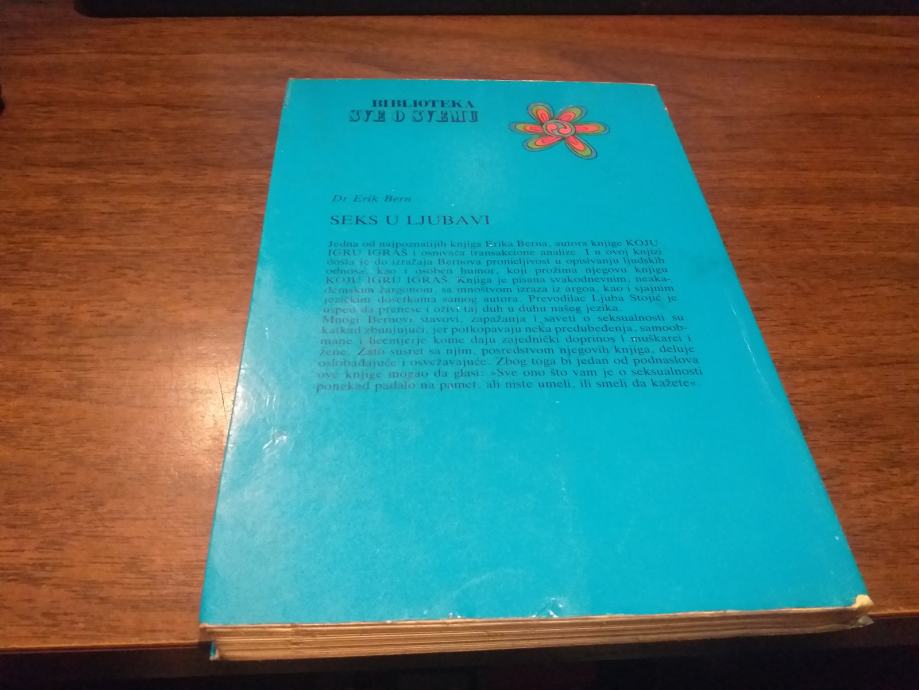 BIBLIOTEKA
SVE O SVEMU
Dr Erik Bern
SEKS U LJUBAVI
Jedna od najpoznatijih knjiga Erika Berna, autora knjige KOJU
IGRU IGRAŠ i osnivača transakcione analize. I u ovoj knjizi
došla je do izražaja Bernova pronicljivost u opisivanju ljudskih
odnosa, kao i osoben humor, koji prožima njegovu knjigu
KOJU IGRU IGRAŠ. Knjiga je pisana svakodnevnim, neaka-
demskim žargonom, sa mnoštvom izraza iz argoa, kao i sjajnim
jezičkim dosetkama samog autora. Prevodilac Ljuba Stojić je
uspeo da prenese i oživi taj duh u duhu našeg jezika.
Mnogi Bernovi stavovi, zapažanja i saveti o seksualnosti su
katkad zbunjujući, jer potkopavaju neka predubeđenja, samoob-
mane i licemerje kome daju zajednički doprinos i muškarci i
žene. Zato susret sa njim, posredstvom njegovih knjiga, deluje
oslobađajuće i osvežavajuće. Zbog toga bi jedan od podnaslova
ove knjige mogao da glasi: »Sve ono što vam je o seksualnosti
ponekad padalo na pamet, ali niste umeli, ili smeli da kažete«.